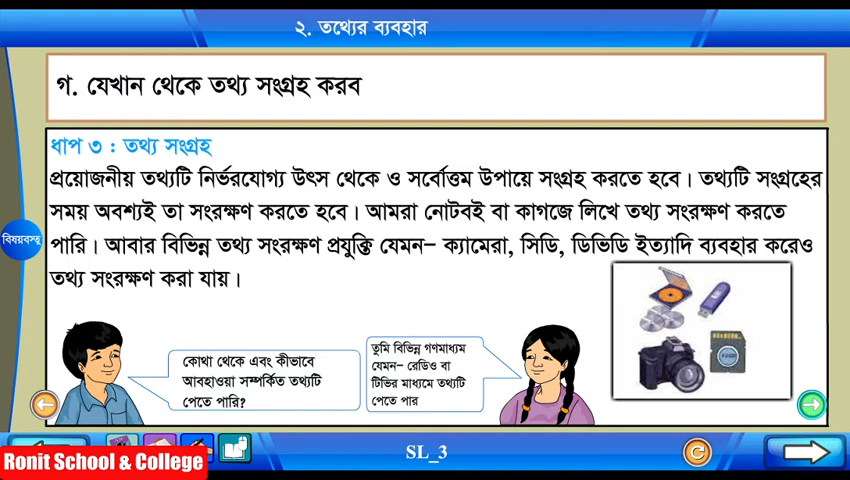 ২. তথ্যের ব্যবহার
গ. যেখান থেকে তথ্য সংগ্রহ করব
ধাপ ৩ : তথ্য সংগ্রহ
প্রয়োজনীয় তথ্যটি নির্ভরযোগ্য উৎস থেকে ও সর্বোত্তম উপায়ে সংগ্রহ করতে হবে। তথ্যটি সংগ্রহের
সময় অবশ্যই তা সংরক্ষণ করতে হবে। আমরা নোটবই বা কাগজে লিখে তথ্য সংরক্ষণ করতে
পারি। আবার বিভিন্ন তথ্য সংরক্ষণ প্রযুক্তি যেমন– ক্যামেরা, সিডি, ডিভিডি ইত্যাদি ব্যবহার করেও
তথ্য সংরক্ষণ করা যায়।
বিষয়বস্তু
কোথা থেকে এবং কীভাবে
আবহাওয়া সম্পর্কিত তথ্যটি
পেতে পারি?
তুমি বিভিন্ন গণমাধ্যম
যেমন– রেডিও বা
টিভির মাধ্যমে তথ্যটি
পেতে পার
SL_3
Ronit School & College